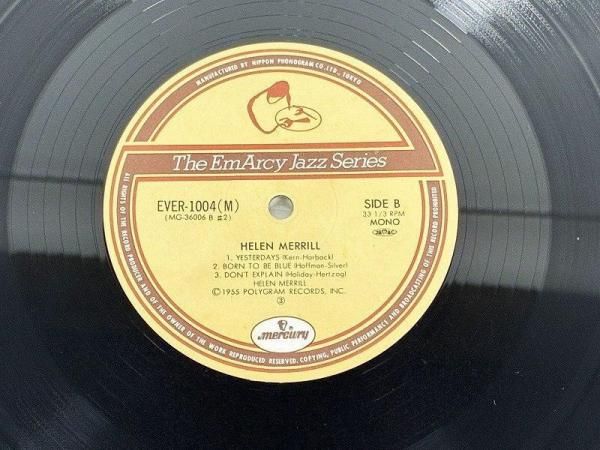 MANUFACTURED BY NIPPON PHONOGRAM CO., LTD., TOKYO
The EmArcy Jazz Series
EVER-1004(M)
(MG-36006 B #2)
SIDE B
33 1/3 RPM
MONO
HELEN MERRILL
1. YESTERDAYS (Kern-Harback)
2. BORN TO BE BLUE (Hoffman-Silver)
3. DON'T EXPLAIN (Holiday-Hertzog)
HELEN MERRILL
Ⓒ1955 POLYGRAM RECORDS, INC.
③
mercury
ALL RIGHTS OF THE RECORD PRODUCER AND OF THE OWNER OF THE WORK REPRODUCED RESERVED. COPYING, PUBLIC PERFORMANCE AND BROADCASTING OF THIS RECORD PROHIBITED